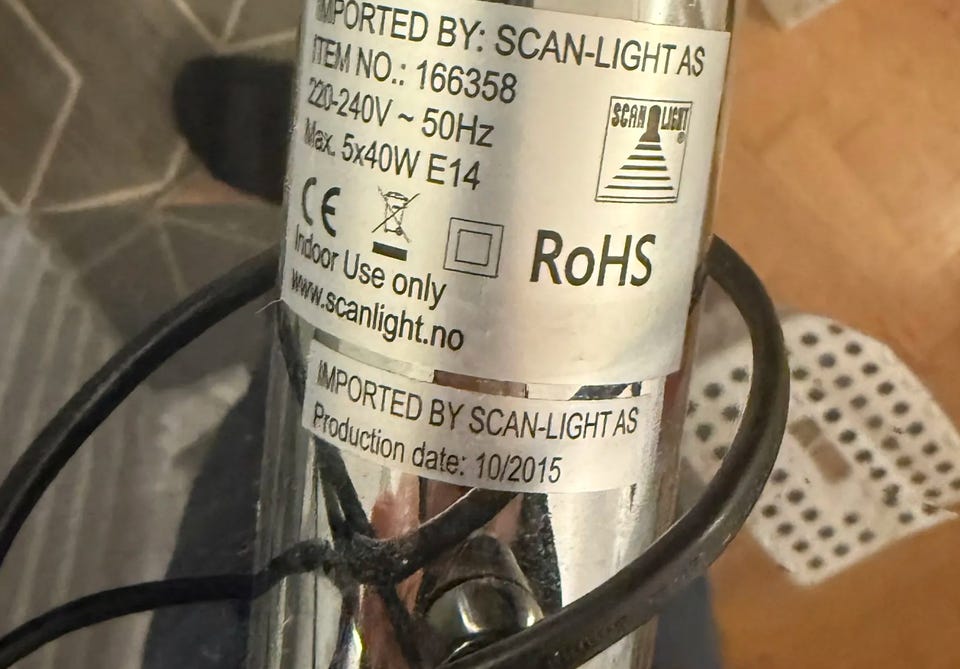 IMPORTED BY: SCAN-LIGHT AS
ITEM NO.: 166358
220-240V ~ 50Hz
Max. 5x40W E14
SCAN LIGHT
®
CE
RoHS
Indoor Use only
www.scanlight.no
IMPORTED BY SCAN-LIGHT AS
Production date: 10/2015